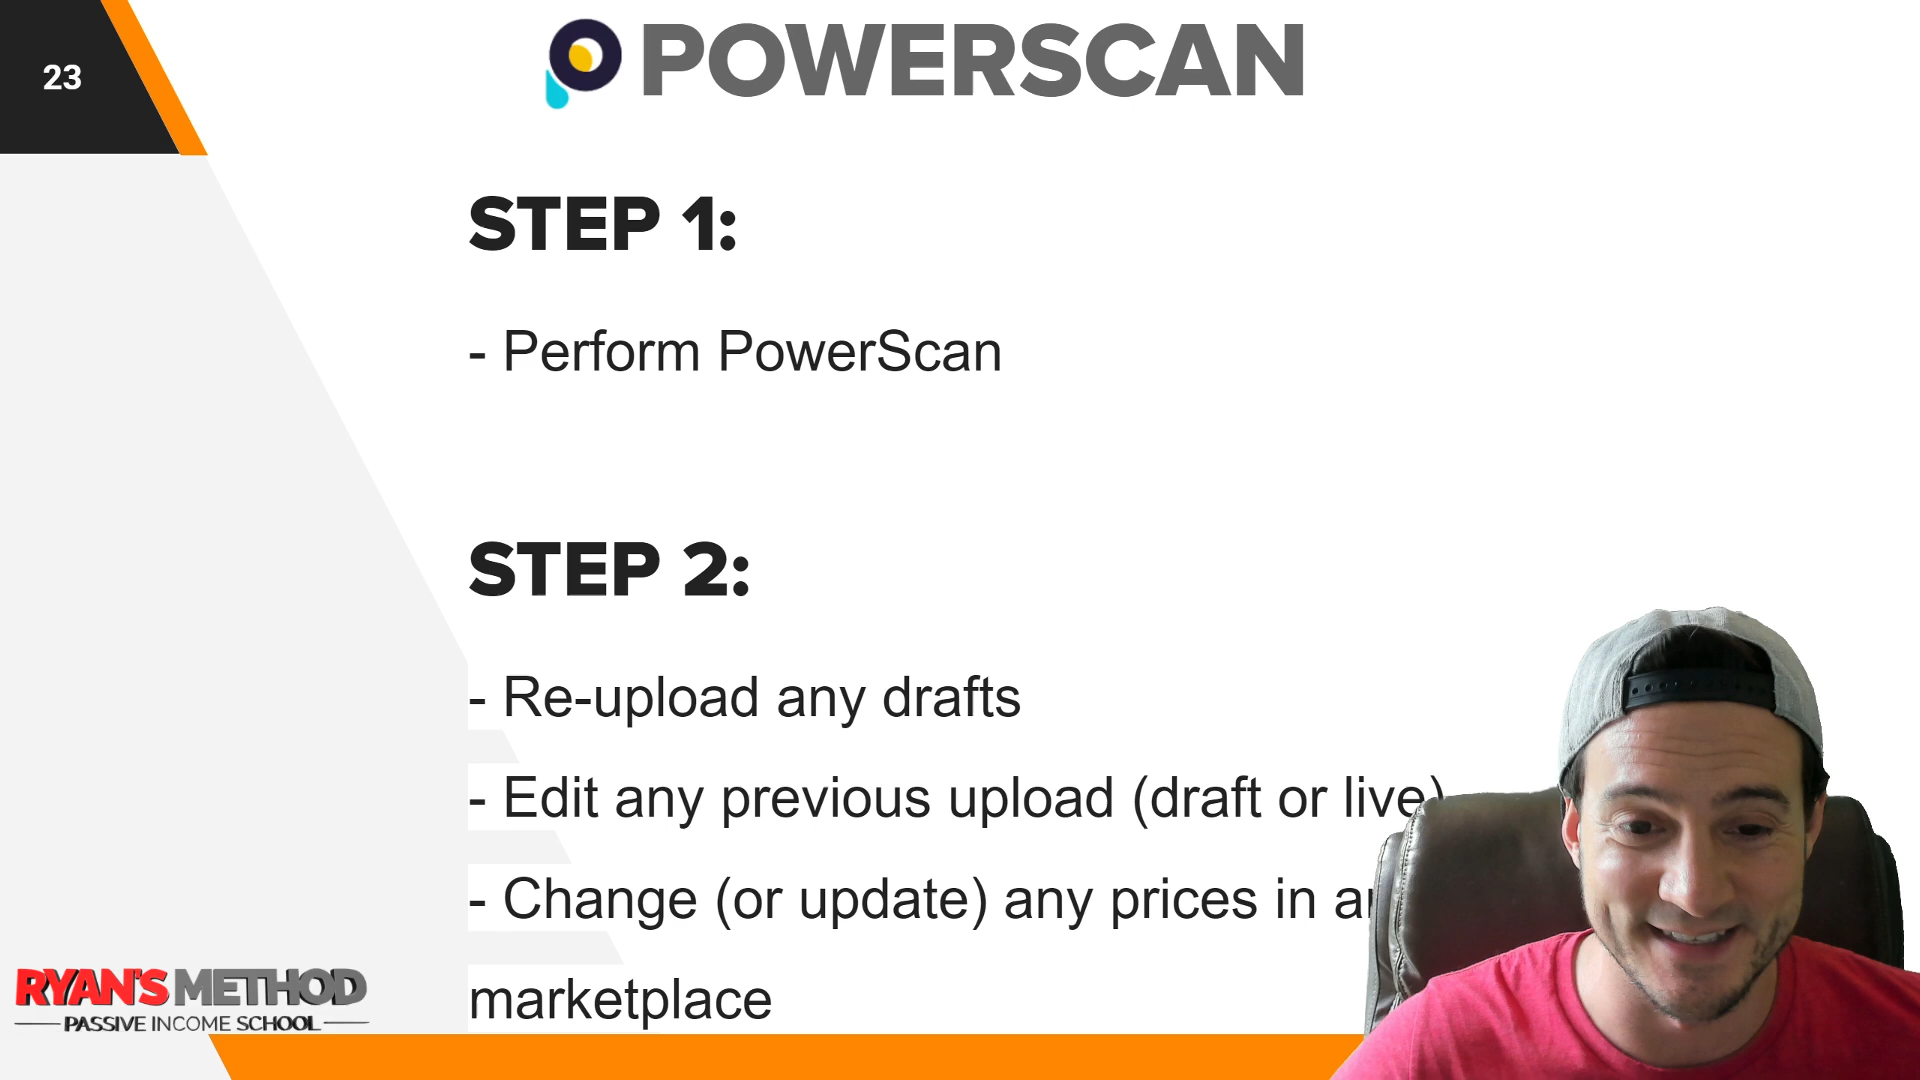 23
POWERSCAN
STEP 1:
- Perform PowerScan
STEP 2:
- Re-upload any drafts
- Edit any previous upload (draft or live)
- Change (or update) any prices in
marketplace
RYAN'S METHOD
PASSIVE INCOME SCHOOL